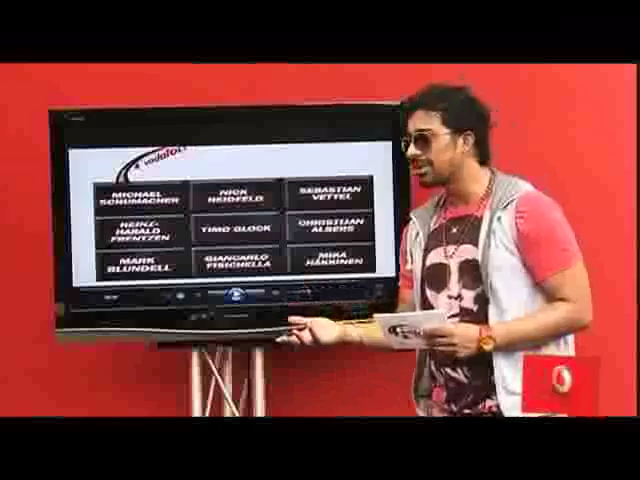 vodafo
MICHAEL
SCHUMACHER
NICK
HEIDFELD
SEBASTIAN
VETTEL
HEINZ-
HARALD
FRENTZEN
TIMO GLOCK
CHRISTIJAN
ALBERS
MARK
BLUNDELL
GIANCARLO
FISICHELLA
MIKA
HAKKINEN